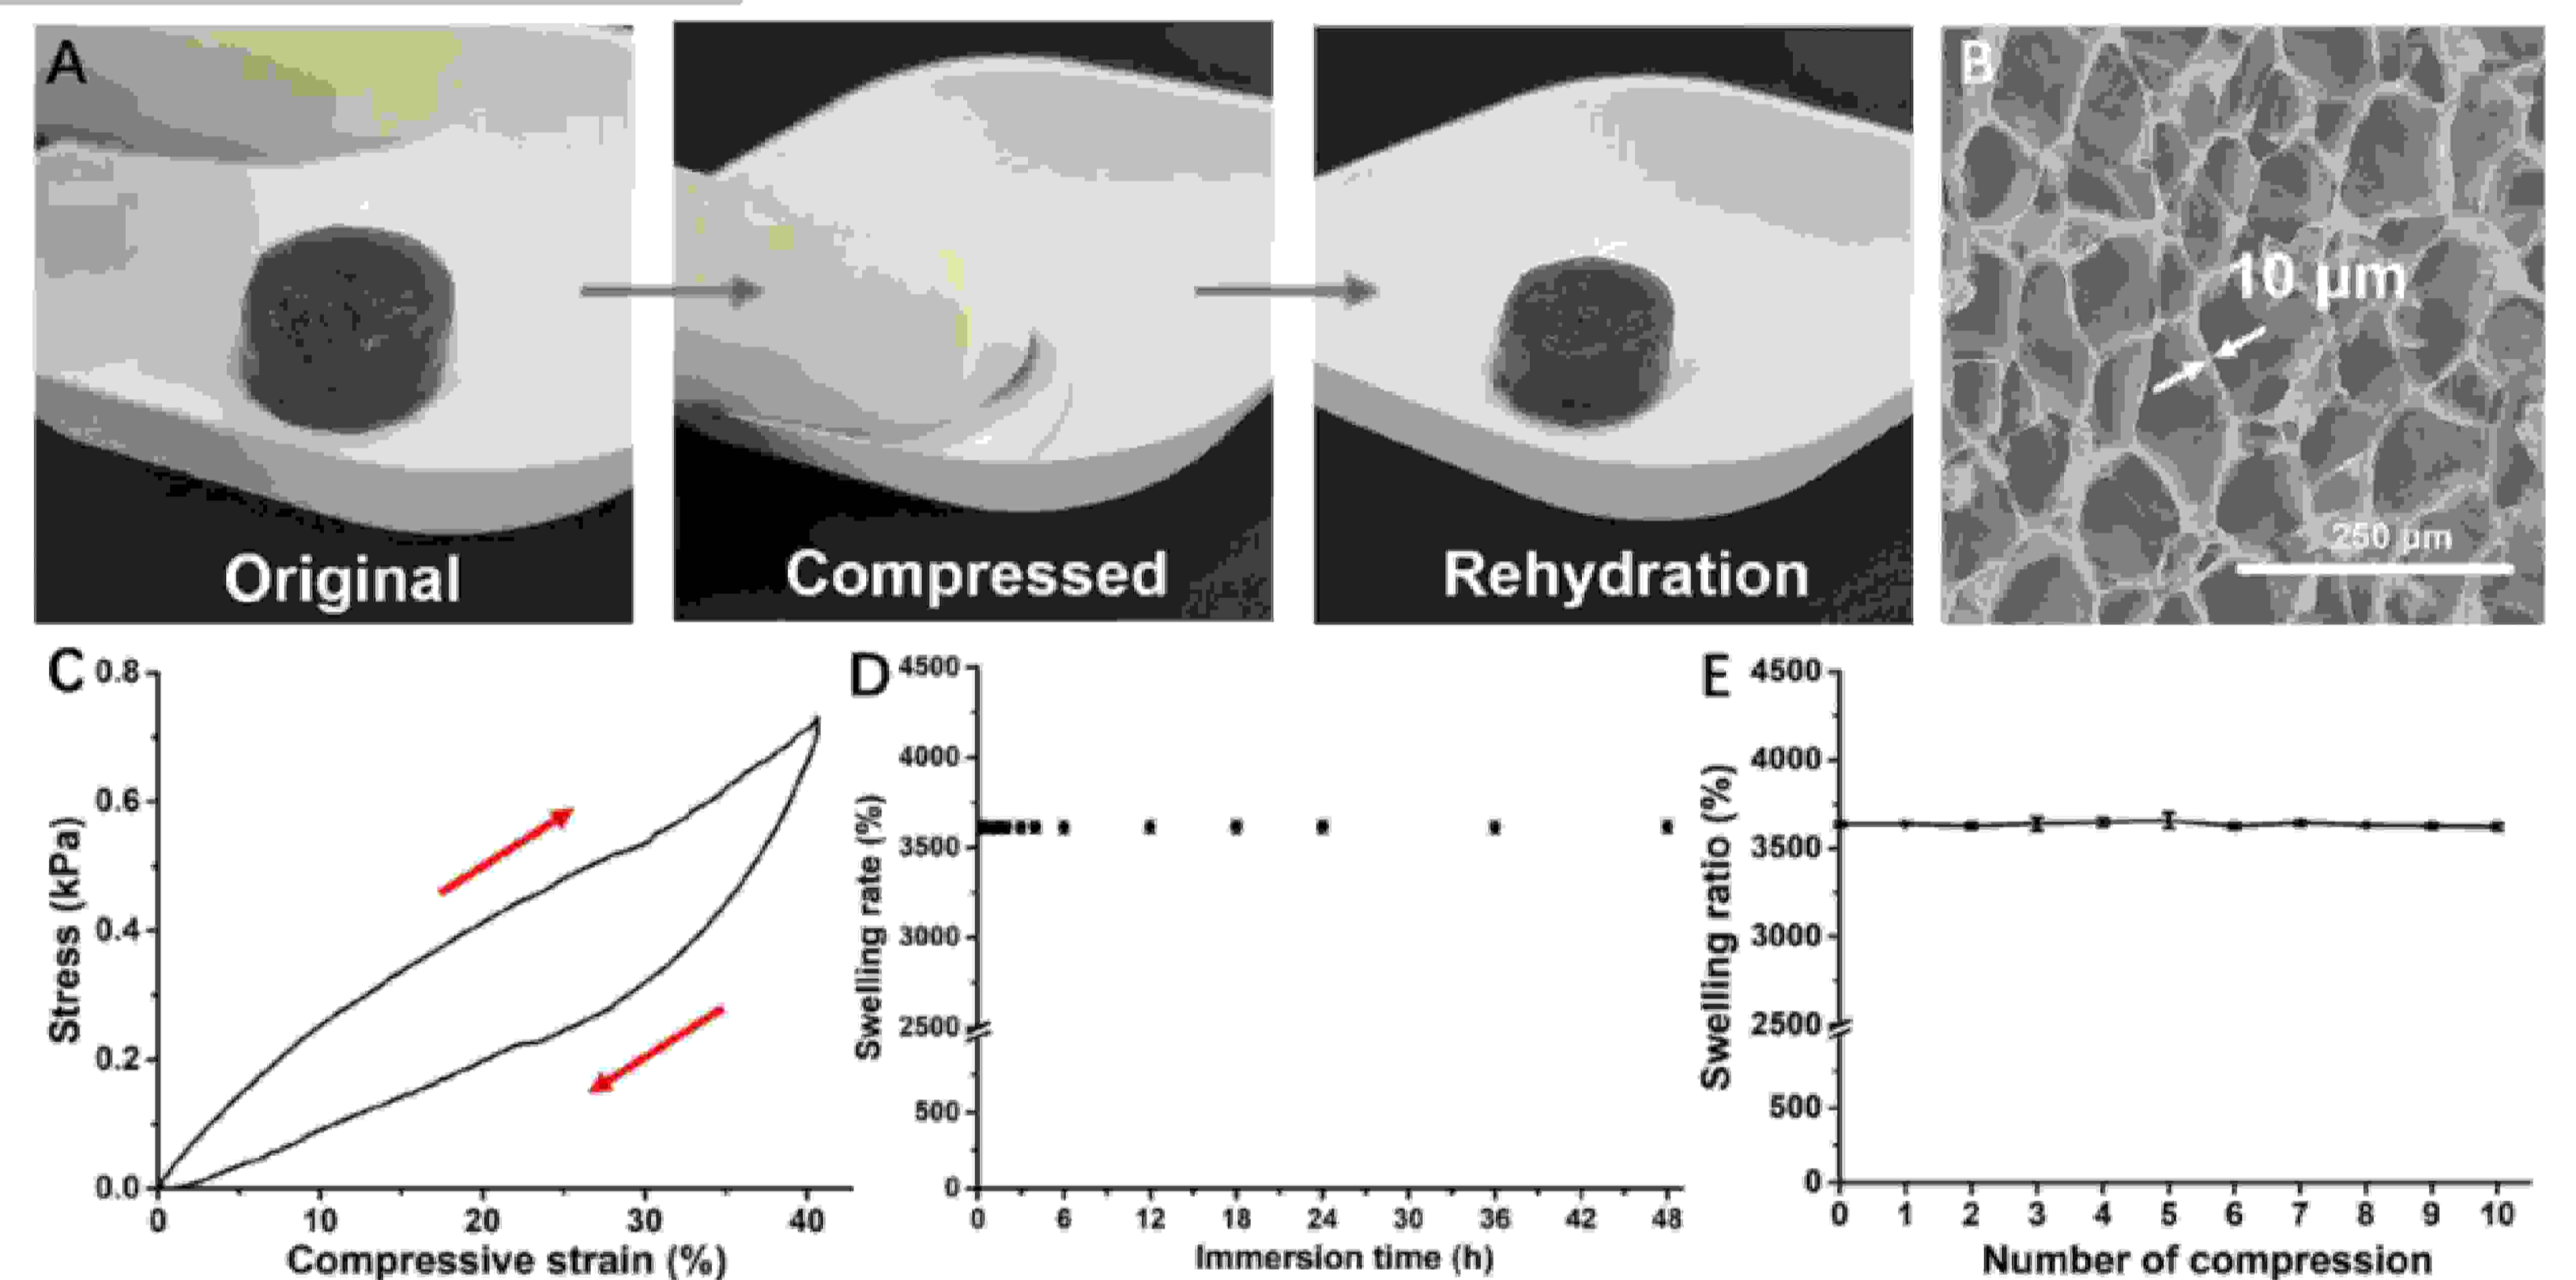 A
Original
Compressed
Rehydration
B
10 µm
250 µm
C
0.8
0.6
0.4
0.2
0.0
Stress (kPa)
0
10
20
30
40
Compressive strain (%)
D
4500
4000
3500
3000
2500
500
0
Swelling rate (%)
0
6
12
18
24
30
36
42
48
Immersion time (h)
E
4500
4000
3500
3000
2500
500
0
Swelling ratio (%)
0
1
2
3
4
5
6
7
8
9
10
Number of compression